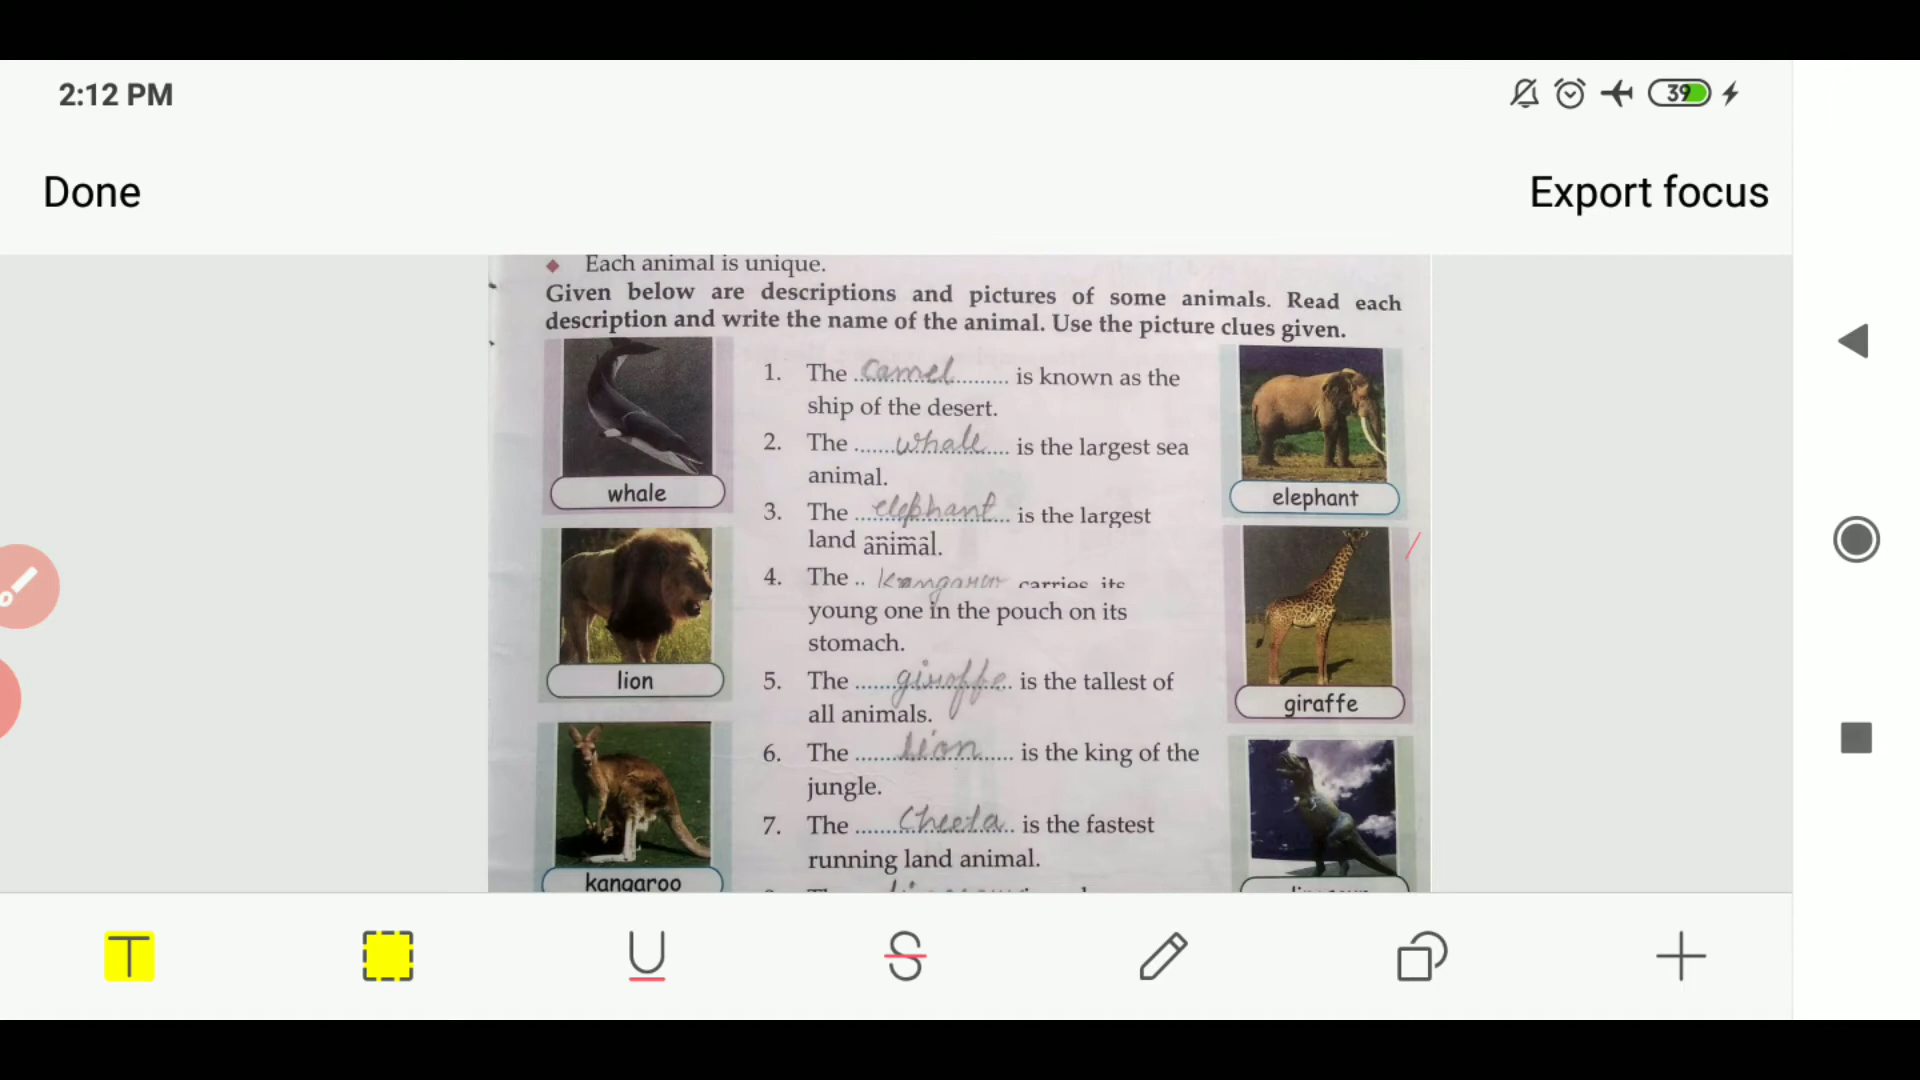 2:12 PM
39
Done
Export focus
◆ Each animal is unique.
Given below are descriptions and pictures of some animals. Read each
description and write the name of the animal. Use the picture clues given.
whale
lion
kangaroo
1. The camel is known as the
ship of the desert.
2. The whale is the largest sea
animal.
3. The elephant is the largest
land animal.
4. The kangaroo carries its
young one in the pouch on its
stomach.
5. The giraffe is the tallest of
all animals.
6. The lion is the king of the
jungle.
7. The Cheeta is the fastest
running land animal.
elephant
giraffe
T
U
S